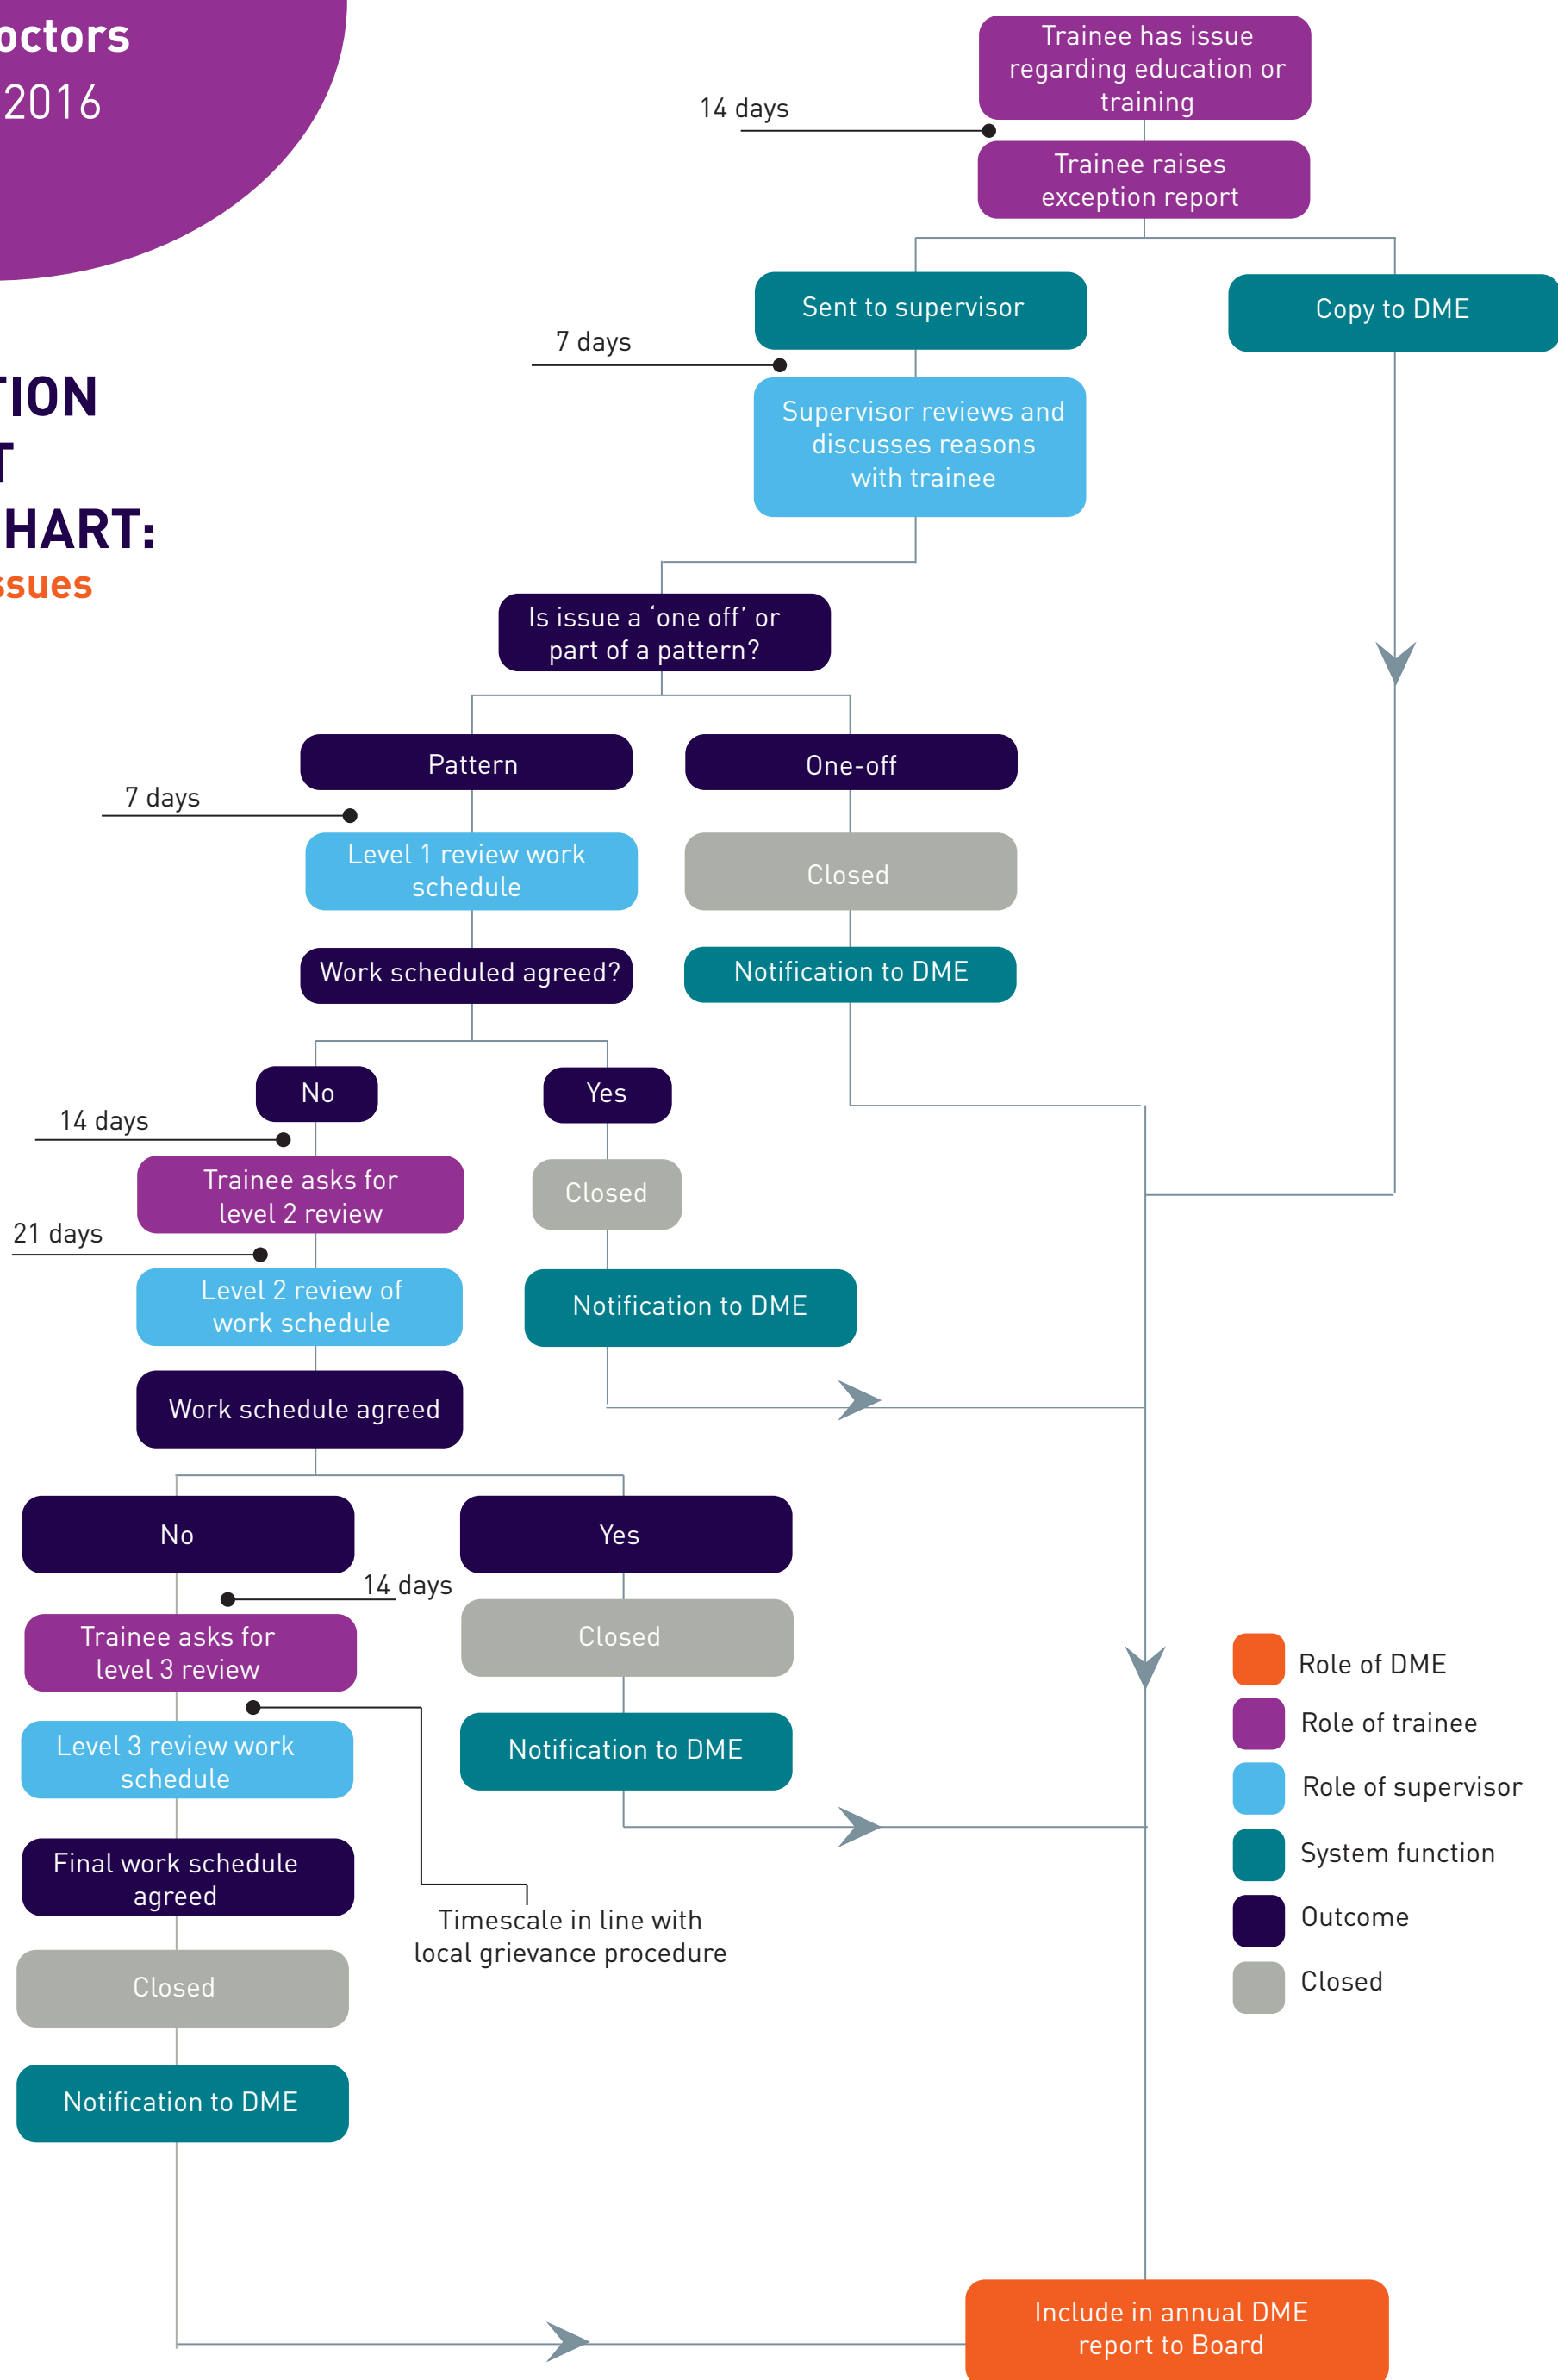 octors
2016
TION
T
HART:
ssues
Trainee has issue
regarding education or
training
14 days
Trainee raises
exception report
Sent to supervisor
Copy to DME
7 days
Supervisor reviews and
discusses reasons
with trainee
Is issue a ‘one off’ or
part of a pattern?
Pattern
One-off
7 days
Level 1 review work
schedule
Closed
Work scheduled agreed?
Notification to DME
No
Yes
14 days
Trainee asks for
level 2 review
Closed
21 days
Level 2 review of
work schedule
Notification to DME
Work schedule agreed
No
Yes
14 days
Trainee asks for
level 3 review
Closed
Level 3 review work
schedule
Notification to DME
Final work schedule
agreed
Timescale in line with
local grievance procedure
Closed
Notification to DME
Role of DME
Role of trainee
Role of supervisor
System function
Outcome
Closed
Include in annual DME
report to Board